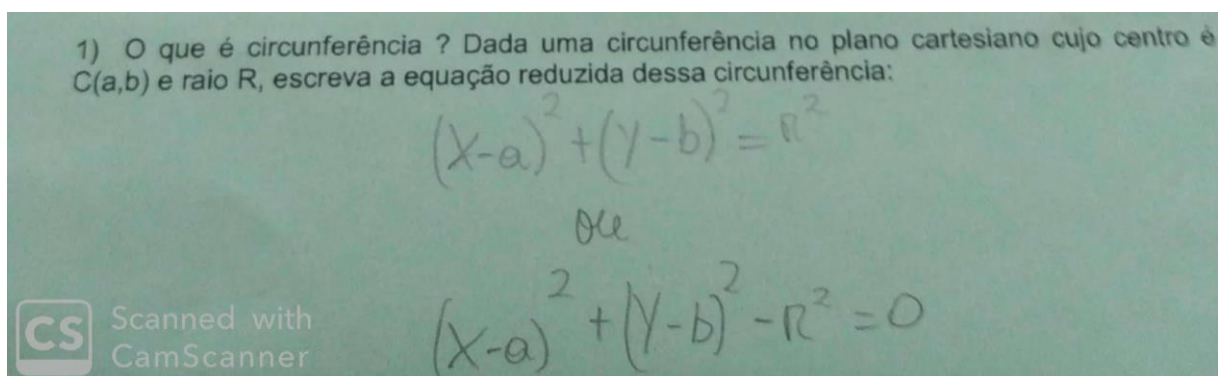 1) O que é circunferência ? Dada uma circunferência no plano cartesiano cujo centro é
C(a,b) e raio R, escreva a equação reduzida dessa circunferência:
(x-a)² + (y-b)² = R²
ou
(x-a)² + (y-b)² - R² = 0
CS Scanned with
CamScanner